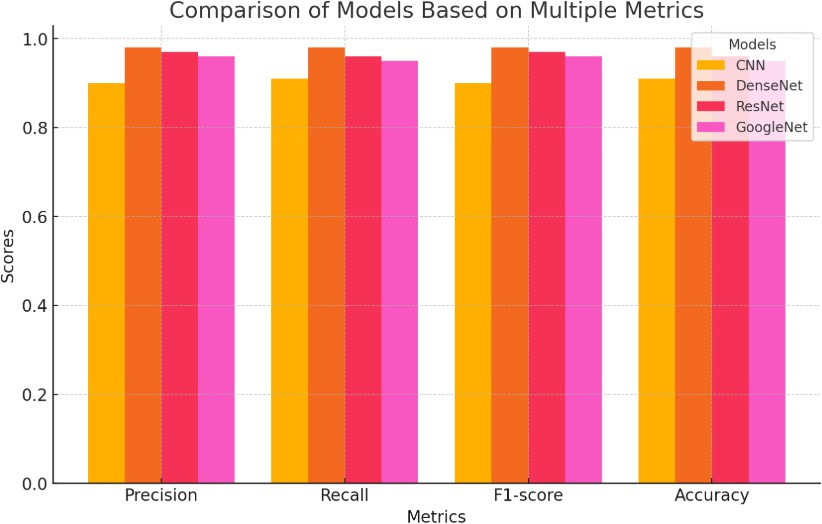 Comparison of Models Based on Multiple Metrics
1.0
0.8
0.6
0.4
0.2
0.0
Scores
Models
CNN
DenseNet
ResNet
GoogleNet
Precision
Recall
F1-score
Accuracy
Metrics